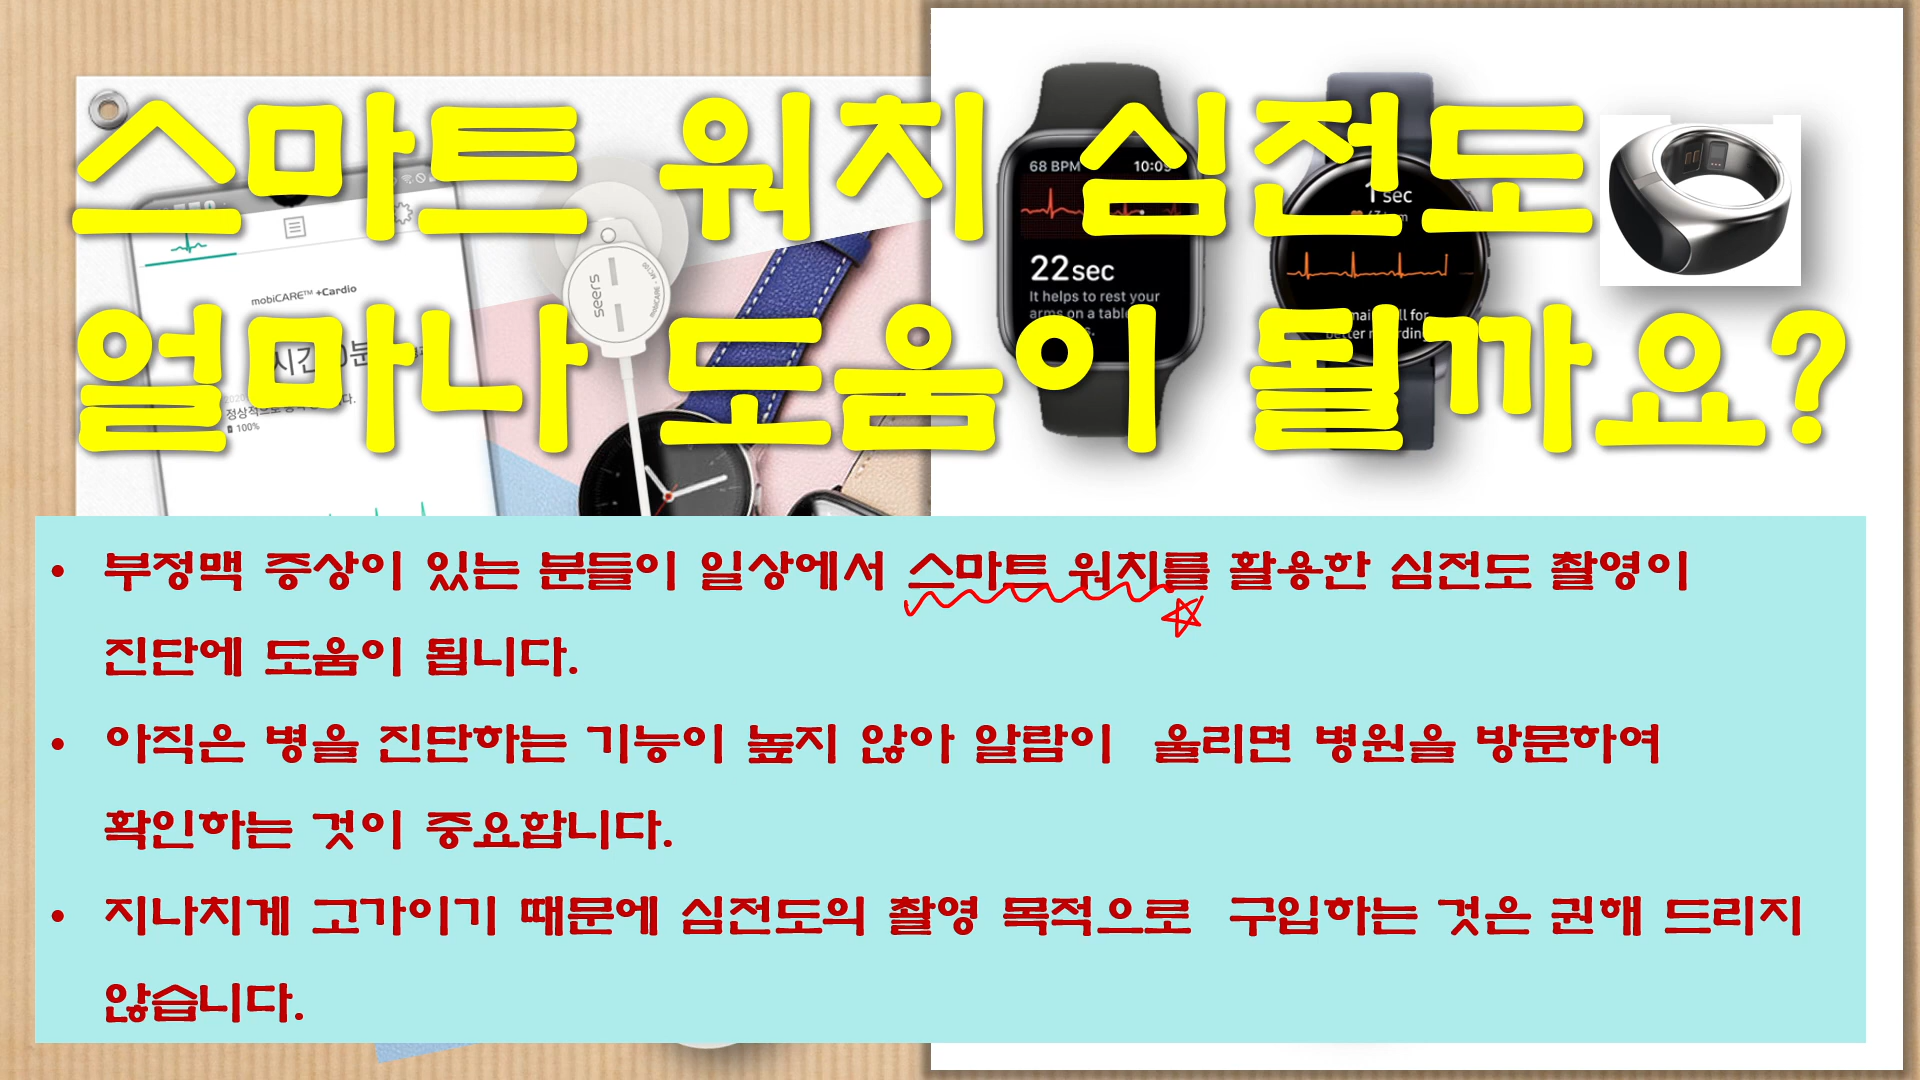 스마트 워치 심전도
얼마나 도움이 될까요?
68 BPM
10:09
22sec
It helps to rest your
arms on a table
1sec
mobiCARE™ +Cardio
seers
100%
• 부정맥 증상이 있는 분들이 일상에서 스마트 워치를 활용한 심전도 촬영이
진단에 도움이 됩니다.
• 아직은 병을 진단하는 기능이 높지 않아 알람이 울리면 병원을 방문하여
확인하는 것이 중요합니다.
• 지나치게 고가이기 때문에 심전도의 촬영 목적으로 구입하는 것은 권해 드리지
않습니다.